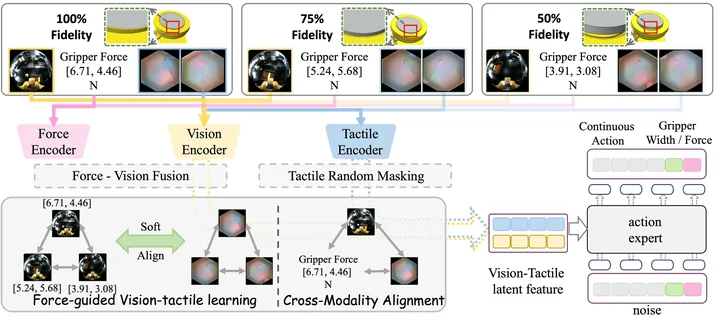 100%
Fidelity
Gripper Force
[6.71, 4.46]
N
75%
Fidelity
Gripper Force
[5.24, 5.68]
N
50%
Fidelity
Gripper Force
[3.91, 3.08]
N
Force
Encoder
Vision
Encoder
Tactile
Encoder
Force - Vision Fusion
Tactile Random Masking
[6.71, 4.46]
[5.24, 5.68]
[3.91, 3.08]
Soft
Align
Force-guided Vision-tactile learning
Gripper Force
[6.71, 4.46]
N
Cross-Modality Alignment
Vision-Tactile
latent feature
Continuous
Action
Gripper
Width / Force
action
expert
noise